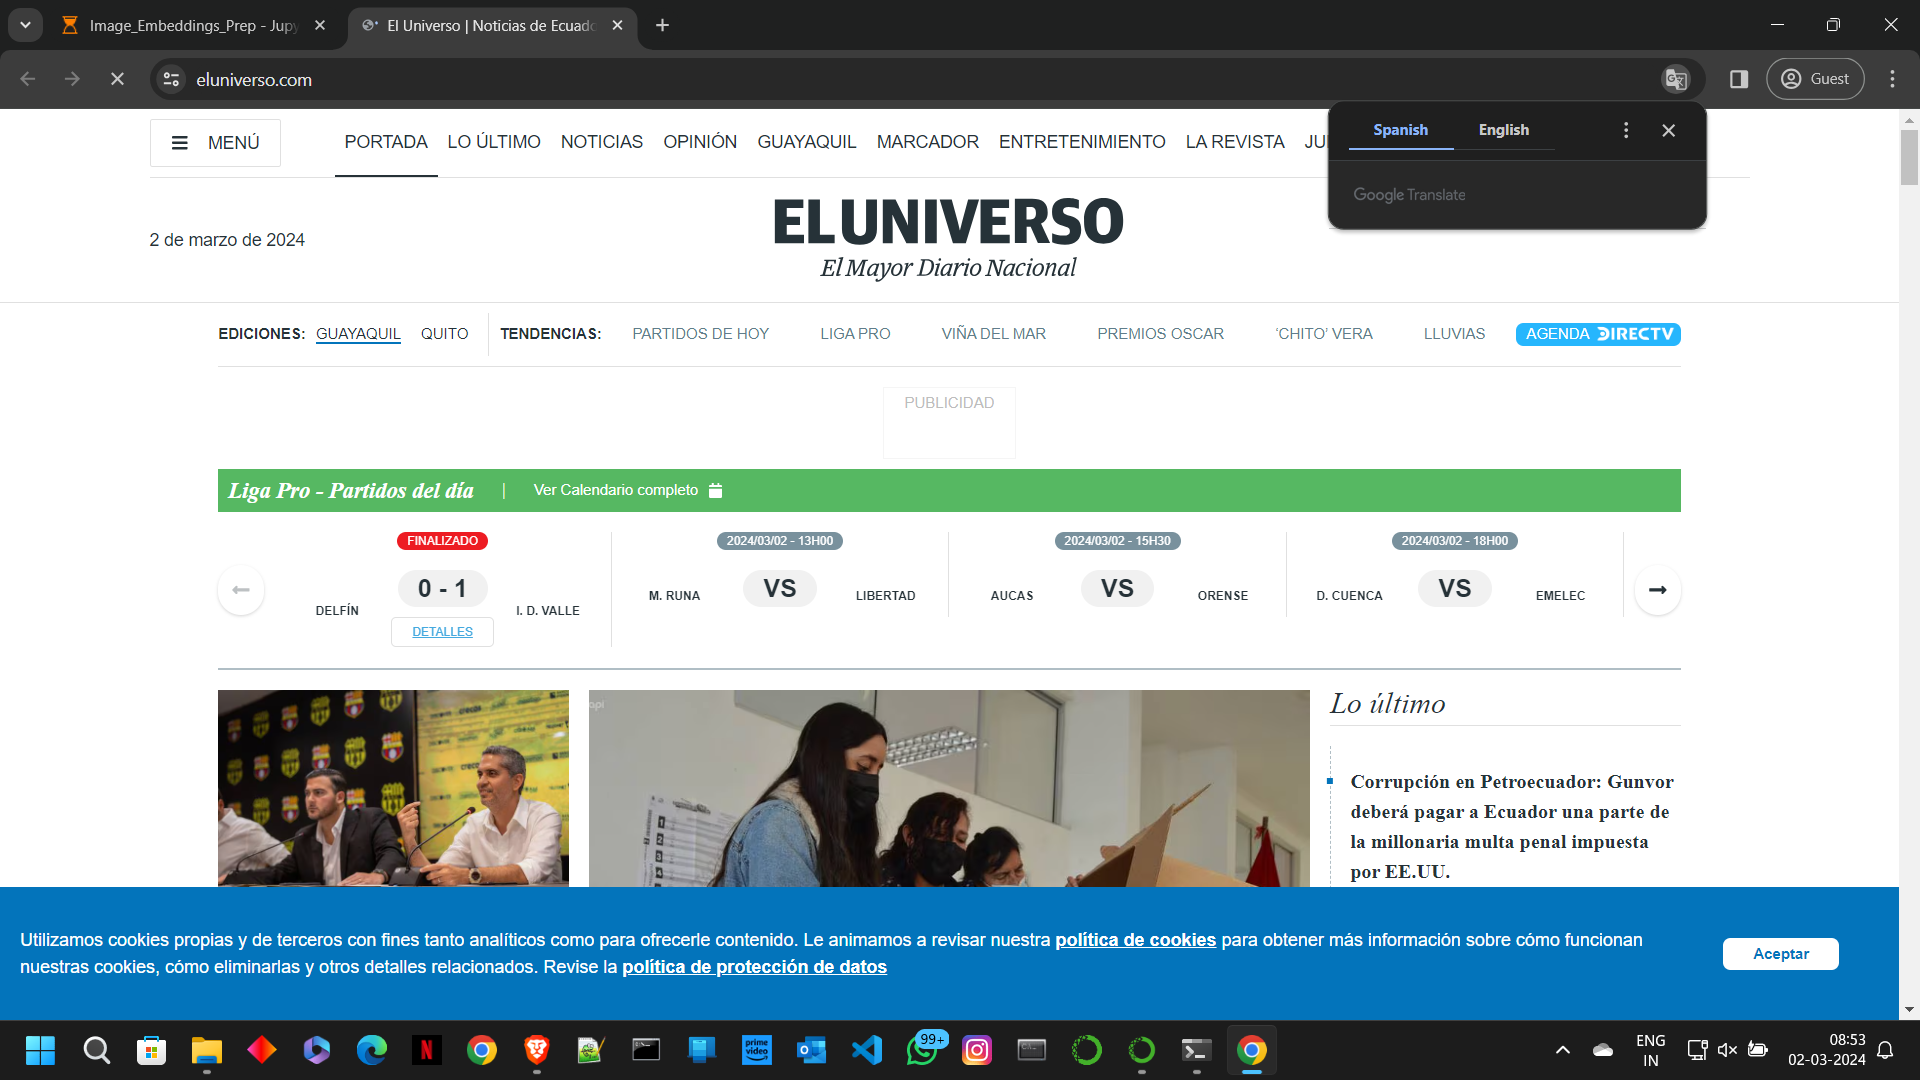 Image_Embeddings_Prep - Jupy
El Universo | Noticias de Ecuado
eluniverso.com
Guest
MENÚ
PORTADA
LO ÚLTIMO
NOTICIAS
OPINIÓN
GUAYAQUIL
MARCADOR
ENTRETENIMIENTO
LA REVISTA
JU
Spanish
English
Google Translate
2 de marzo de 2024
EL UNIVERSO
El Mayor Diario Nacional
EDICIONES: GUAYAQUIL QUITO
TENDENCIAS: PARTIDOS DE HOY LIGA PRO VIÑA DEL MAR PREMIOS OSCAR ‘CHITO’ VERA LLUVIAS AGENDA DIRECTV
PUBLICIDAD
Liga Pro - Partidos del día | Ver Calendario completo
FINALIZADO
DELFÍN 0 - 1 I. D. VALLE
DETALLES
2024/03/02 - 13H00
M. RUNA VS LIBERTAD
2024/03/02 - 15H30
AUCAS VS ORENSE
2024/03/02 - 18H00
D. CUENCA VS EMELEC
Lo último
Corrupción en Petroecuador: Gunvor
deberá pagar a Ecuador una parte de
la millonaria multa penal impuesta
por EE.UU.
Utilizamos cookies propias y de terceros con fines tanto analíticos como para ofrecerle contenido. Le animamos a revisar nuestra política de cookies para obtener más información sobre cómo funcionan
nuestras cookies, cómo eliminarlas y otros detalles relacionados. Revise la política de protección de datos
Aceptar
prime video
99+
ENG
IN
08:53
02-03-2024